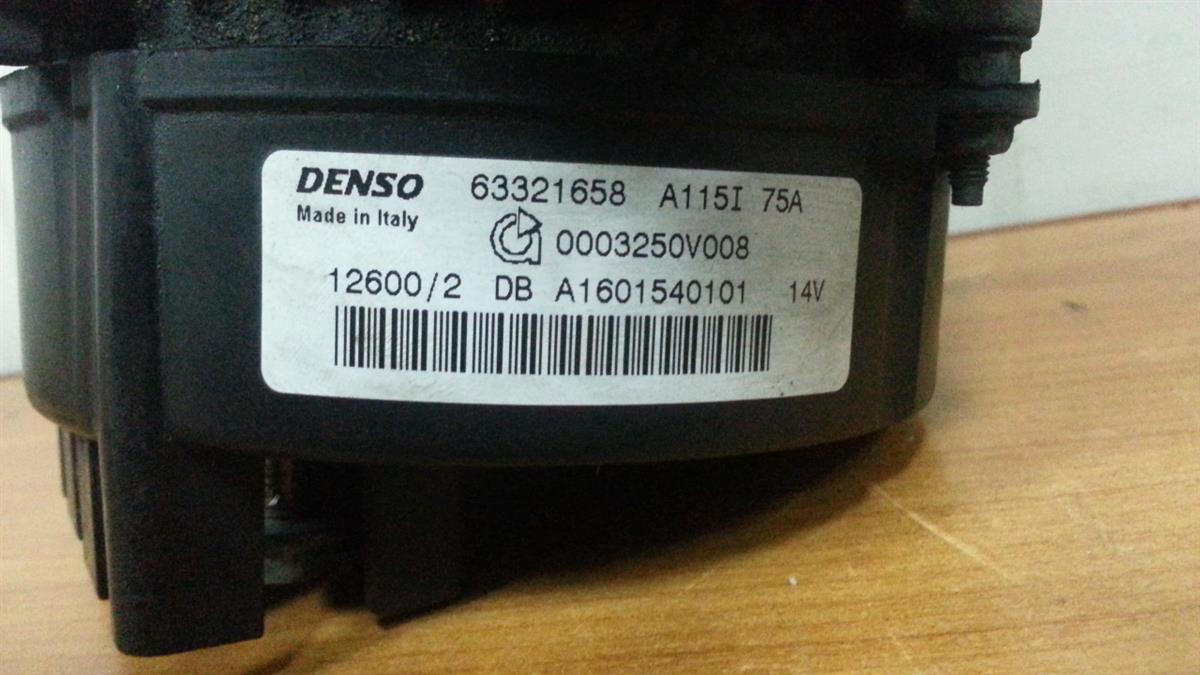 DENSO 63321658 A115I 75A
Made in Italy
0003250V008
12600/2 DB A1601540101 14V